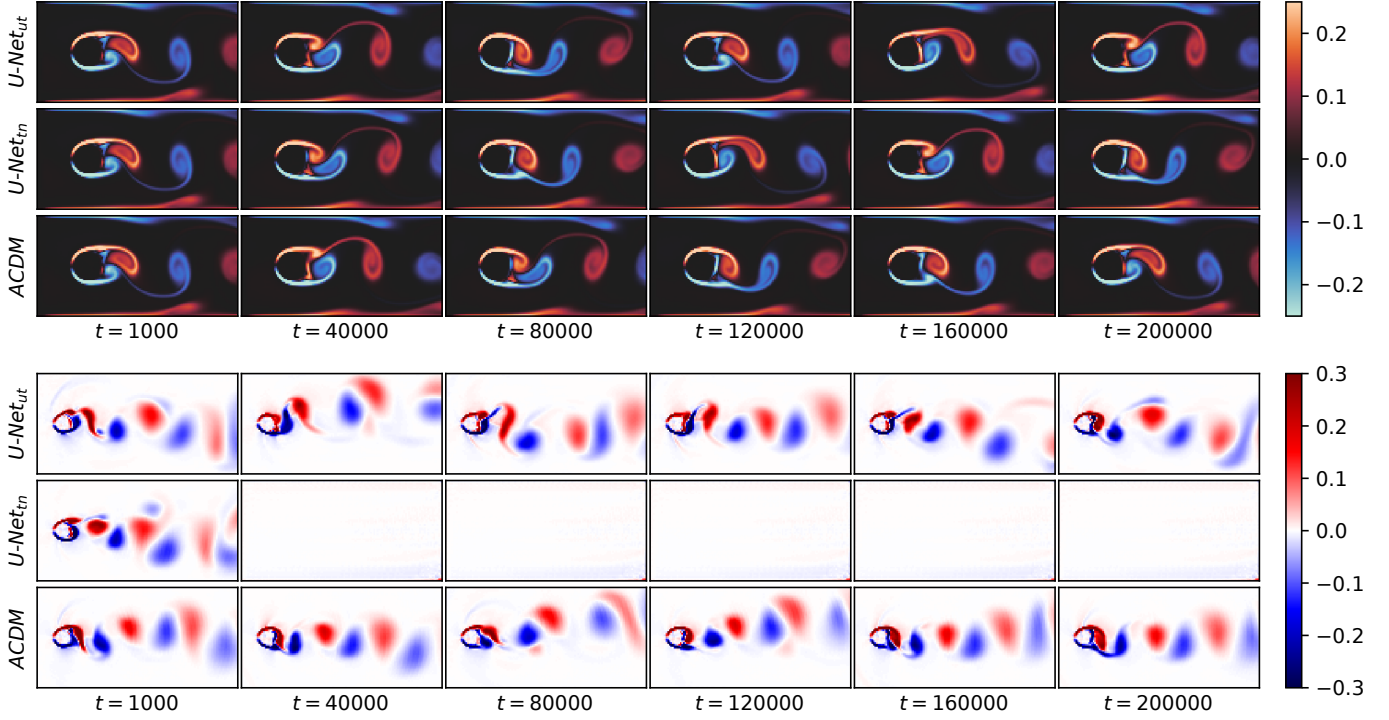 U-Net_ut
U-Net_tn
ACDM
t = 1000 t = 40000 t = 80000 t = 120000 t = 160000 t = 200000
0.2
0.1
0.0
−0.1
−0.2
U-Net_ut
U-Net_tn
ACDM
t = 1000 t = 40000 t = 80000 t = 120000 t = 160000 t = 200000
0.3
0.2
0.1
0.0
−0.1
−0.2
−0.3